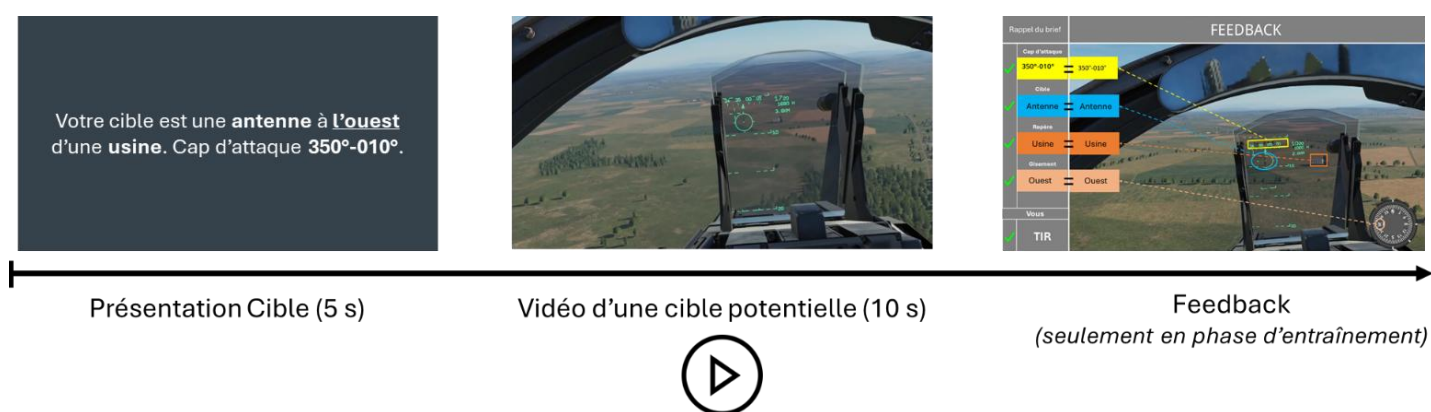 Votre cible est une antenne à l'ouest
d'une usine. Cap d'attaque 350°-010°.
Rappel du brief
FEEDBACK
Cap d'attaque
350°-010° = 350°-010°
Cible
Antenne = Antenne
Repère
Usine = Usine
Gisement
Ouest = Ouest
Vous
TIR
Présentation Cible (5 s)
Vidéo d'une cible potentielle (10 s)
Feedback
(seulement en phase d'entraînement)